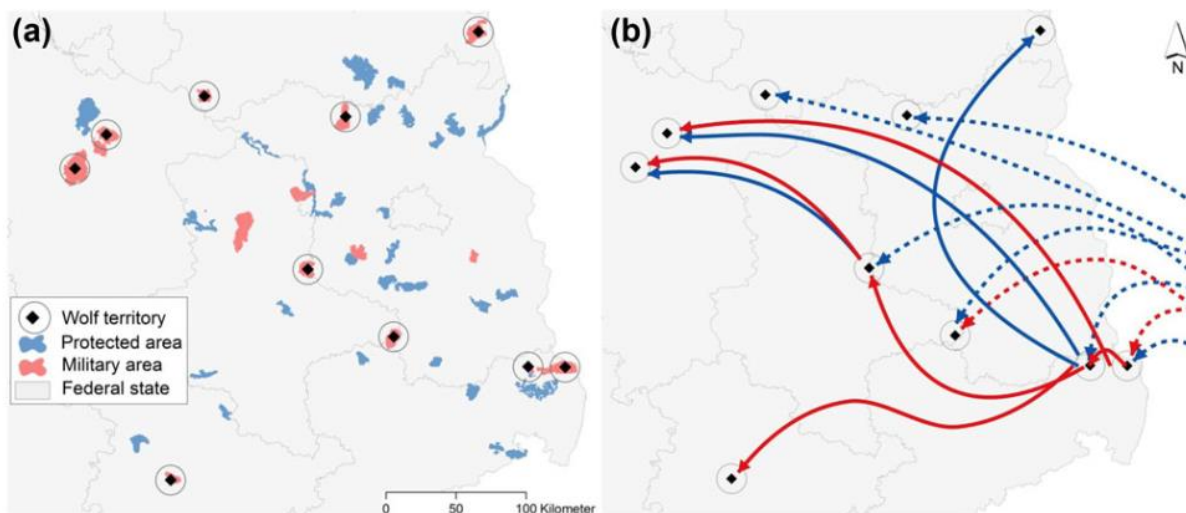 (a)
Wolf territory
Protected area
Military area
Federal state
0 50 100 Kilometer
(b)
N